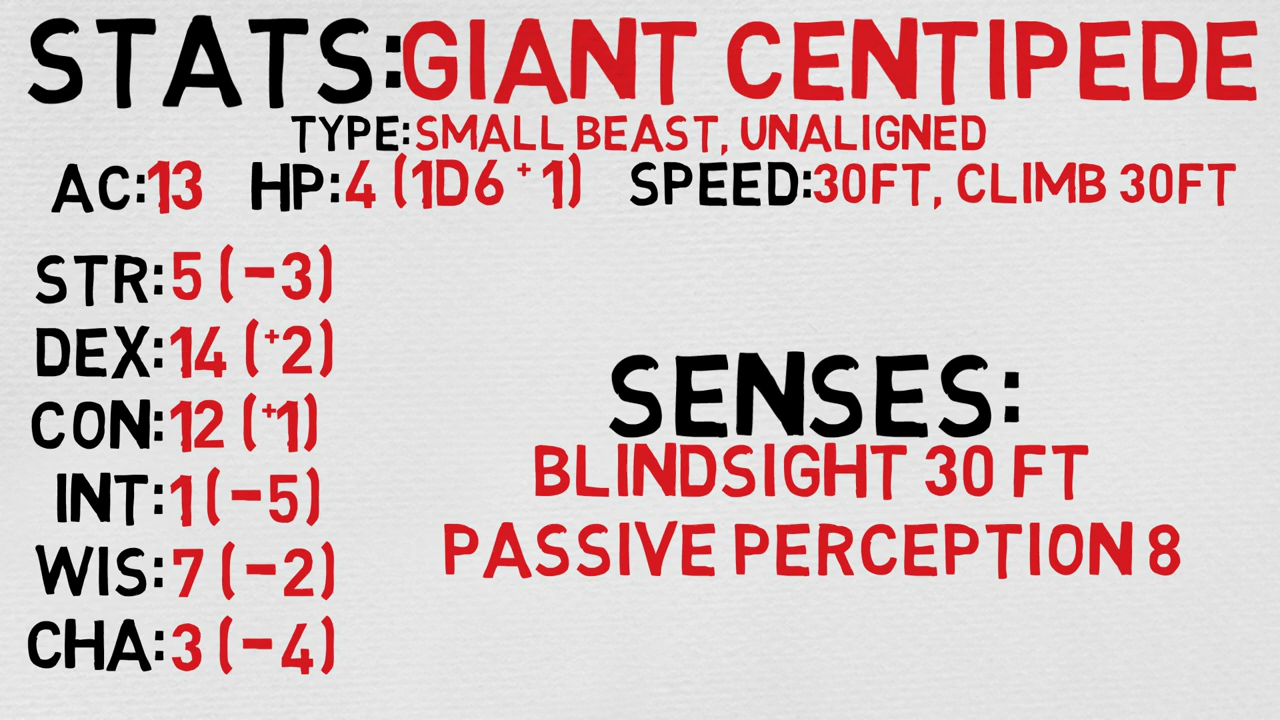 STATS:GIANT CENTIPEDE
TYPE:SMALL BEAST, UNALIGNED
AC:13 HP:4 (1D6 +1) SPEED:30FT, CLIMB 30FT
STR:5 (-3)
DEX:14 (+2)
CON:12 (+1)
INT:1 (-5)
WIS:7 (-2)
CHA:3 (-4)
SENSES:
BLINDSIGHT 30 FT
PASSIVE PERCEPTION 8